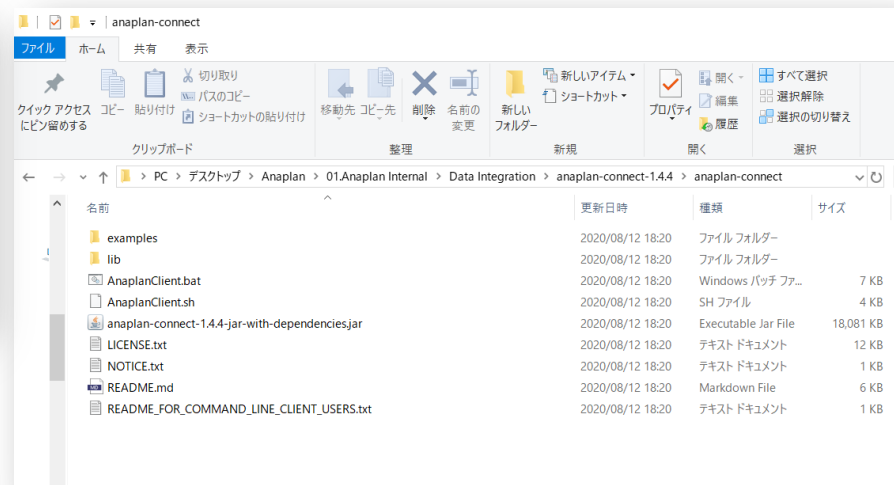 anaplan-connect
ファイル ホーム 共有 表示
クイック アクセスにピン留めする
コピー
貼り付け
切り取り
パスのコピー
ショートカットの貼り付け
クリップボード
移動先
コピー先
削除
名前の変更
整理
新しいフォルダー
新しいアイテム
ショートカット
新規
プロパティ
開く
編集
履歴
開く
すべて選択
選択解除
選択の切り替え
選択
PC > デスクトップ > Anaplan > 01.Anaplan Internal > Data Integration > anaplan-connect-1.4.4 > anaplan-connect
名前 更新日時 種類 サイズ
examples 2020/08/12 18:20 ファイル フォルダー
lib 2020/08/12 18:20 ファイル フォルダー
AnaplanClient.bat 2020/08/12 18:20 Windows バッチ ファ... 7 KB
AnaplanClient.sh 2020/08/12 18:20 SH ファイル 4 KB
anaplan-connect-1.4.4-jar-with-dependencies.jar 2020/08/12 18:20 Executable Jar File 18,081 KB
LICENSE.txt 2020/08/12 18:20 テキスト ドキュメント 12 KB
NOTICE.txt 2020/08/12 18:20 テキスト ドキュメント 1 KB
README.md 2020/08/12 18:20 Markdown File 6 KB
README_FOR_COMMAND_LINE_CLIENT_USERS.txt 2020/08/12 18:20 テキスト ドキュメント 1 KB